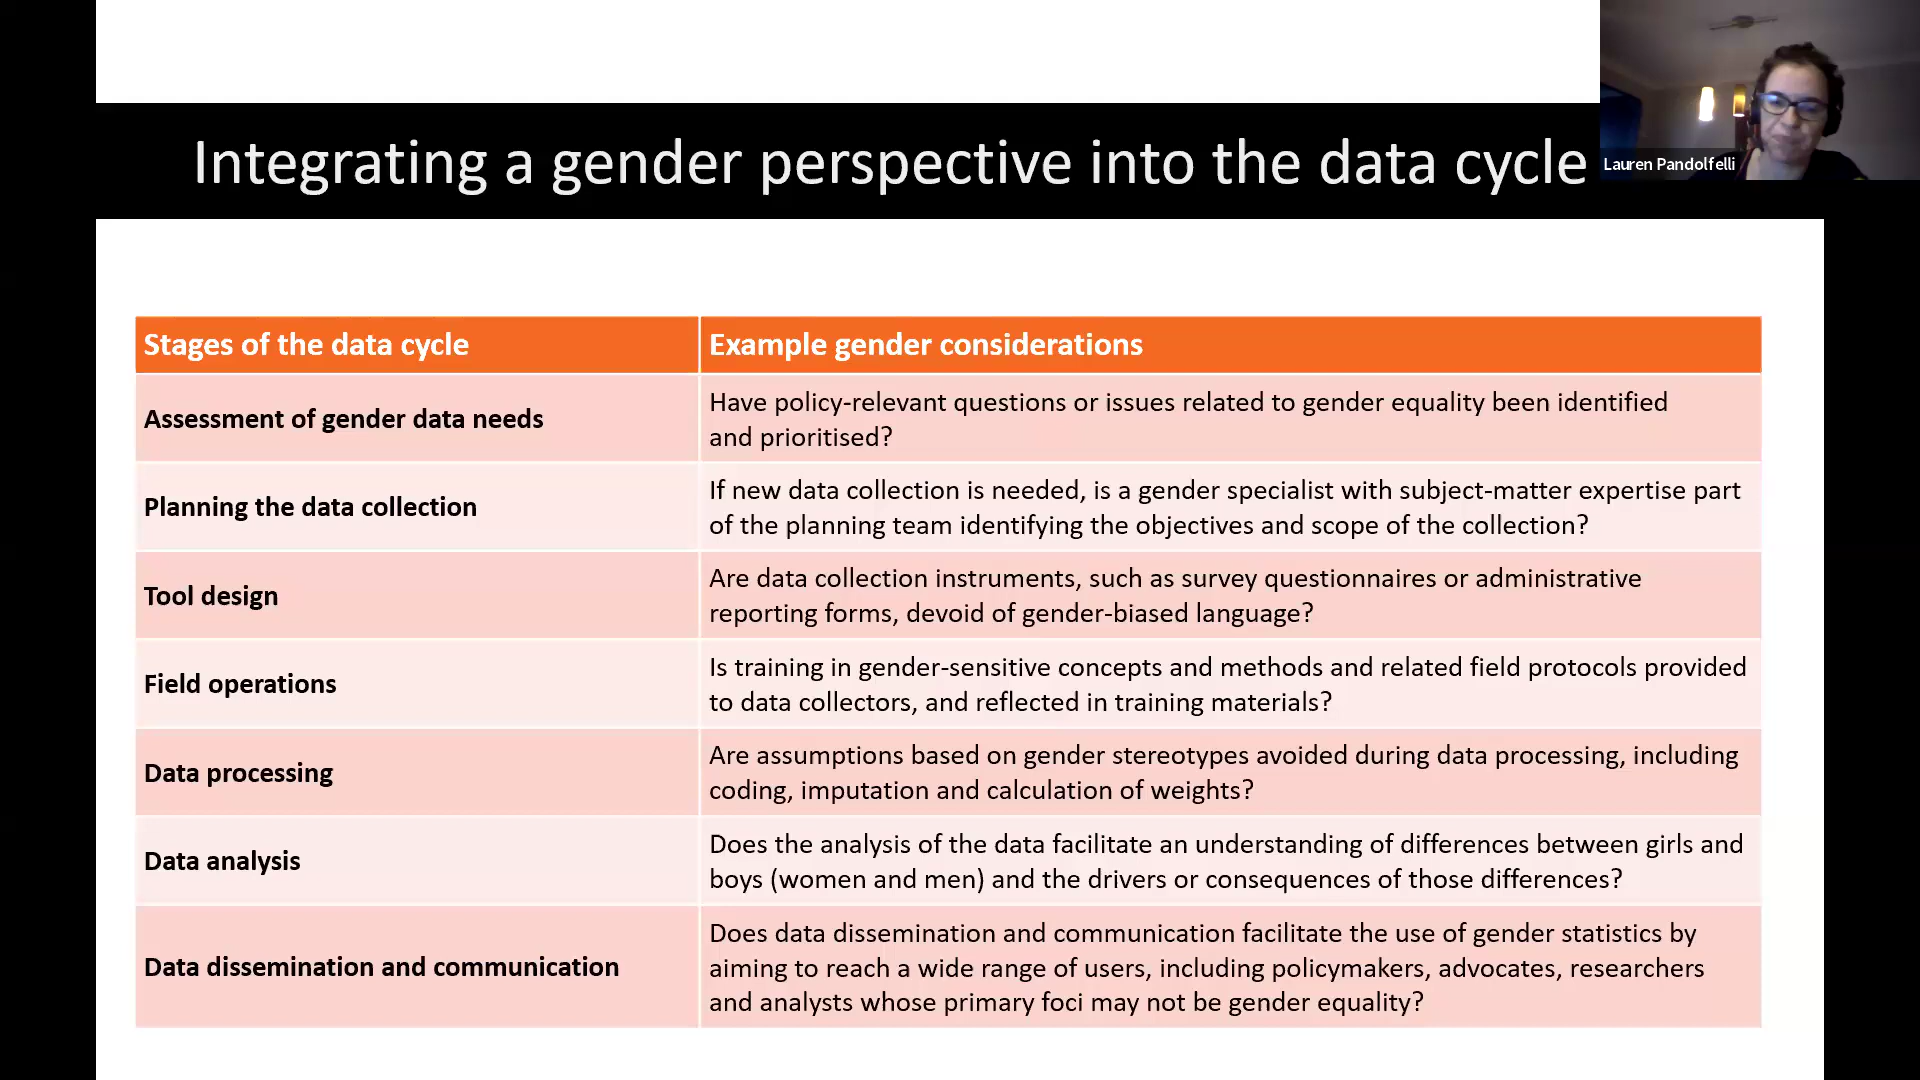 Integrating a gender perspective into the data cycle
Lauren Pandolfelli
Stages of the data cycle
Example gender considerations
Assessment of gender data needs
Have policy-relevant questions or issues related to gender equality been identified
and prioritised?
Planning the data collection
If new data collection is needed, is a gender specialist with subject-matter expertise part
of the planning team identifying the objectives and scope of the collection?
Tool design
Are data collection instruments, such as survey questionnaires or administrative
reporting forms, devoid of gender-biased language?
Field operations
Is training in gender-sensitive concepts and methods and related field protocols provided
to data collectors, and reflected in training materials?
Data processing
Are assumptions based on gender stereotypes avoided during data processing, including
coding, imputation and calculation of weights?
Data analysis
Does the analysis of the data facilitate an understanding of differences between girls and
boys (women and men) and the drivers or consequences of those differences?
Data dissemination and communication
Does data dissemination and communication facilitate the use of gender statistics by
aiming to reach a wide range of users, including policymakers, advocates, researchers
and analysts whose primary foci may not be gender equality?